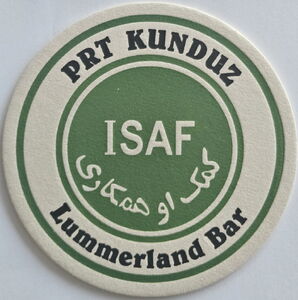 PRT KUNDUZ
ISAF
کمک او همکاری
Lummerland Bar